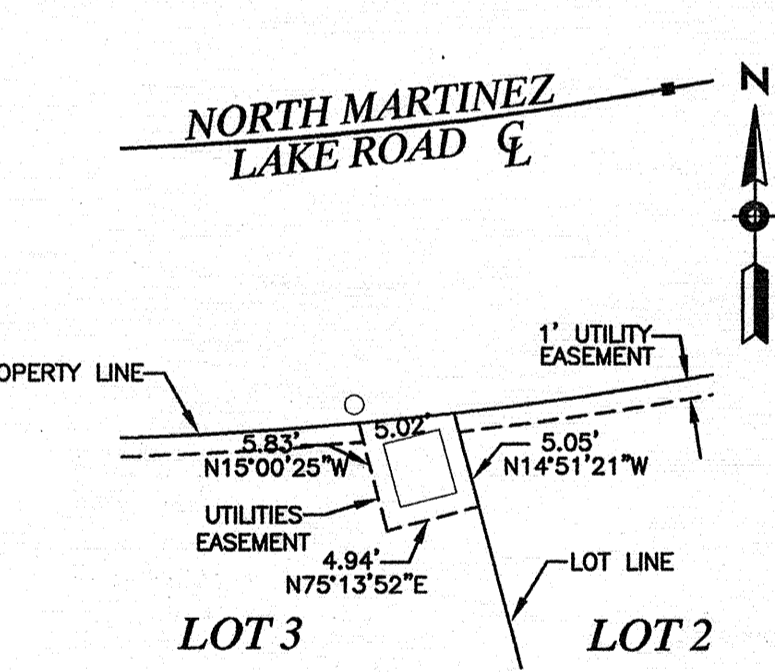 NORTH MARTINEZ
LAKE ROAD ℄
N
1' UTILITY
EASEMENT
OPERTY LINE
5.02'
5.83'
N15°00'25"W
5.05'
N14°51'21"W
UTILITIES
EASEMENT
4.94'
N75°13'52"E
LOT LINE
LOT 3
LOT 2